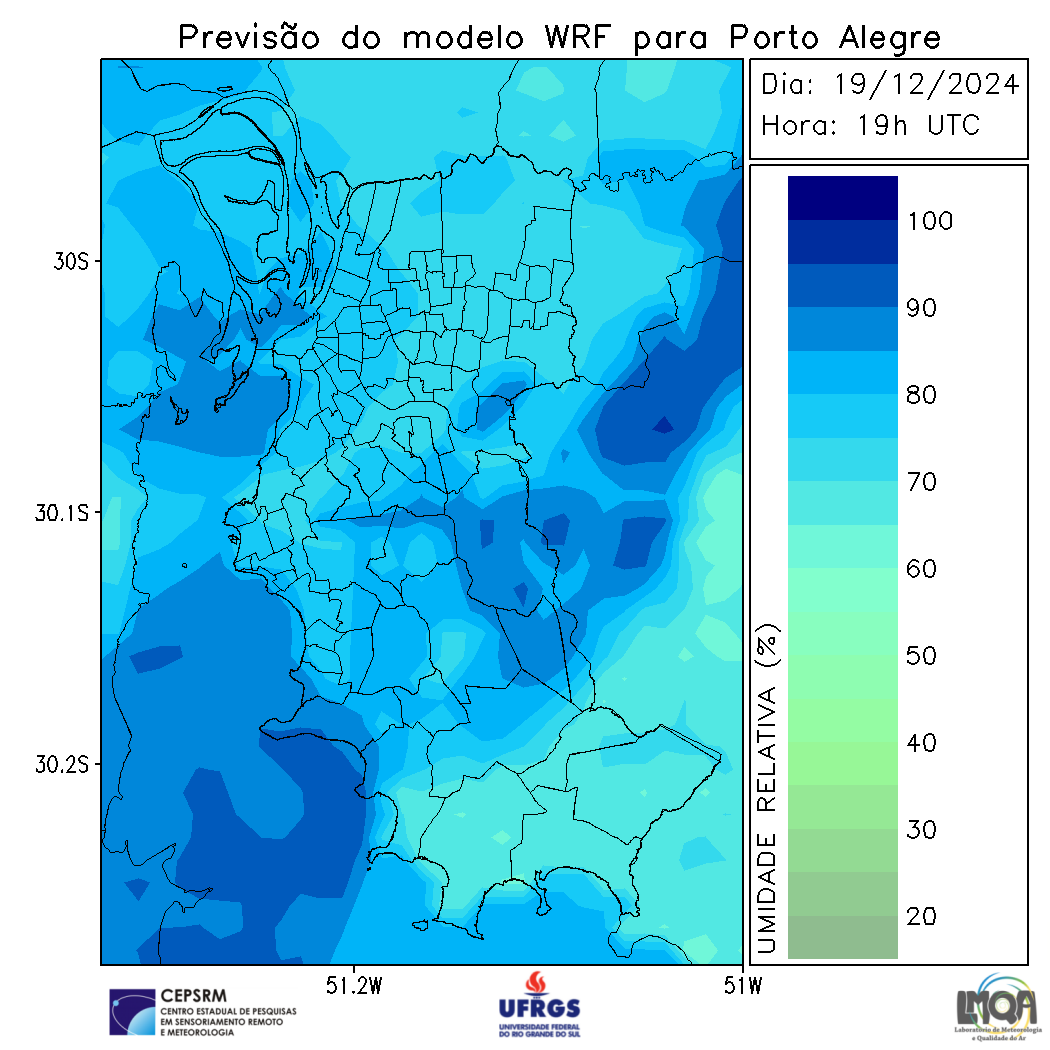 Previsão do modelo WRF para Porto Alegre
Dia: 19/12/2024
Hora: 19h UTC
30S
30.1S
30.2S
51.2W
51W
UMIDADE RELATIVA (%)
100
90
80
70
60
50
40
30
20
CEPSRM
CENTRO ESTADUAL DE PESQUISAS
EM SENSORIAMENTO REMOTO
E METEOROLOGIA
UFRGS
UNIVERSIDADE FEDERAL
DO RIO GRANDE DO SUL
LMQA
Laboratório de Meteorologia
e Qualidade do Ar